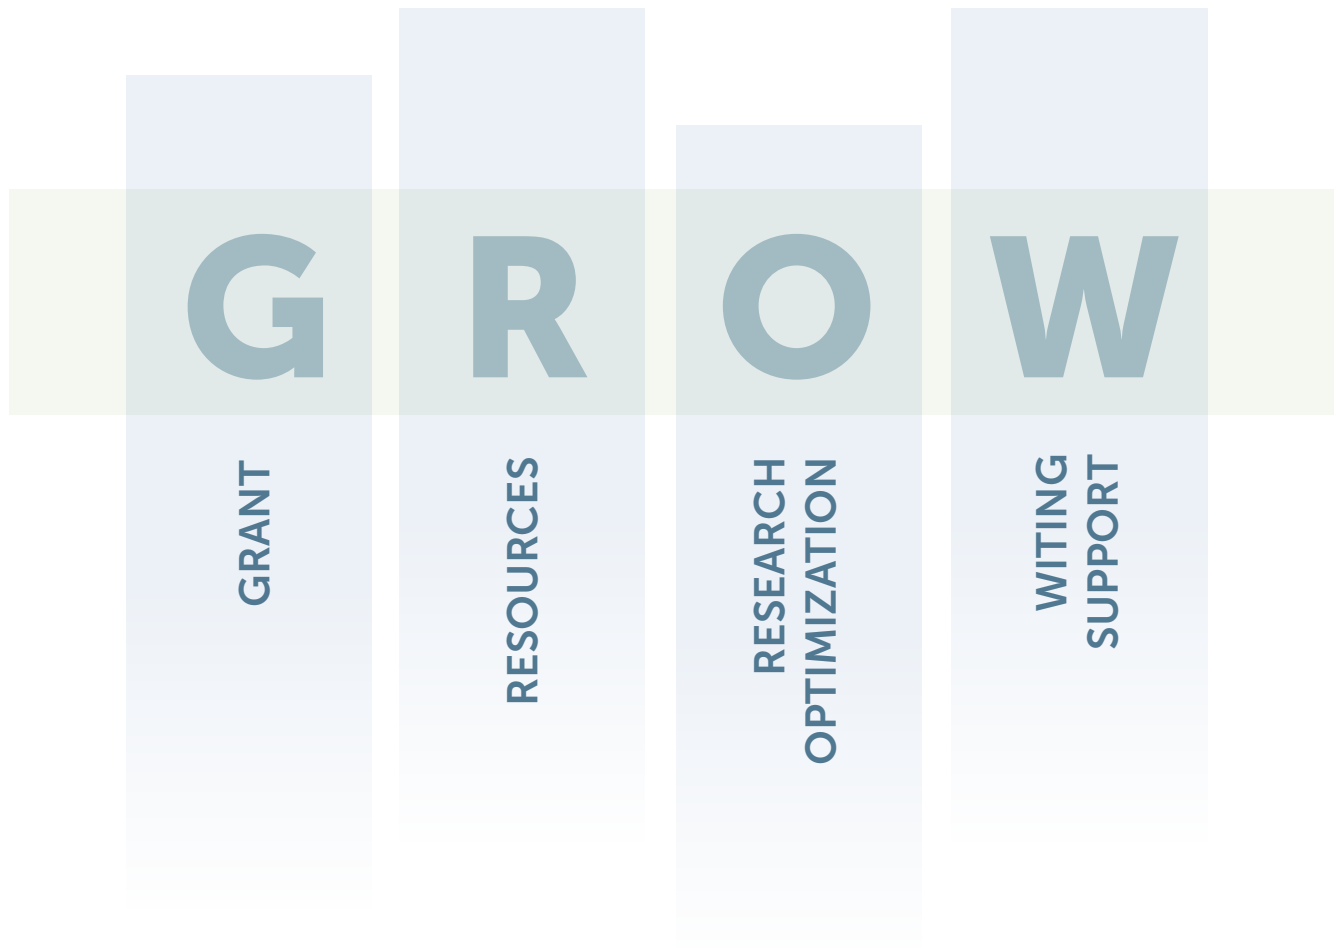 G R O W
GRANT
RESOURCES
RESEARCH
OPTIMIZATION
WITING
SUPPORT